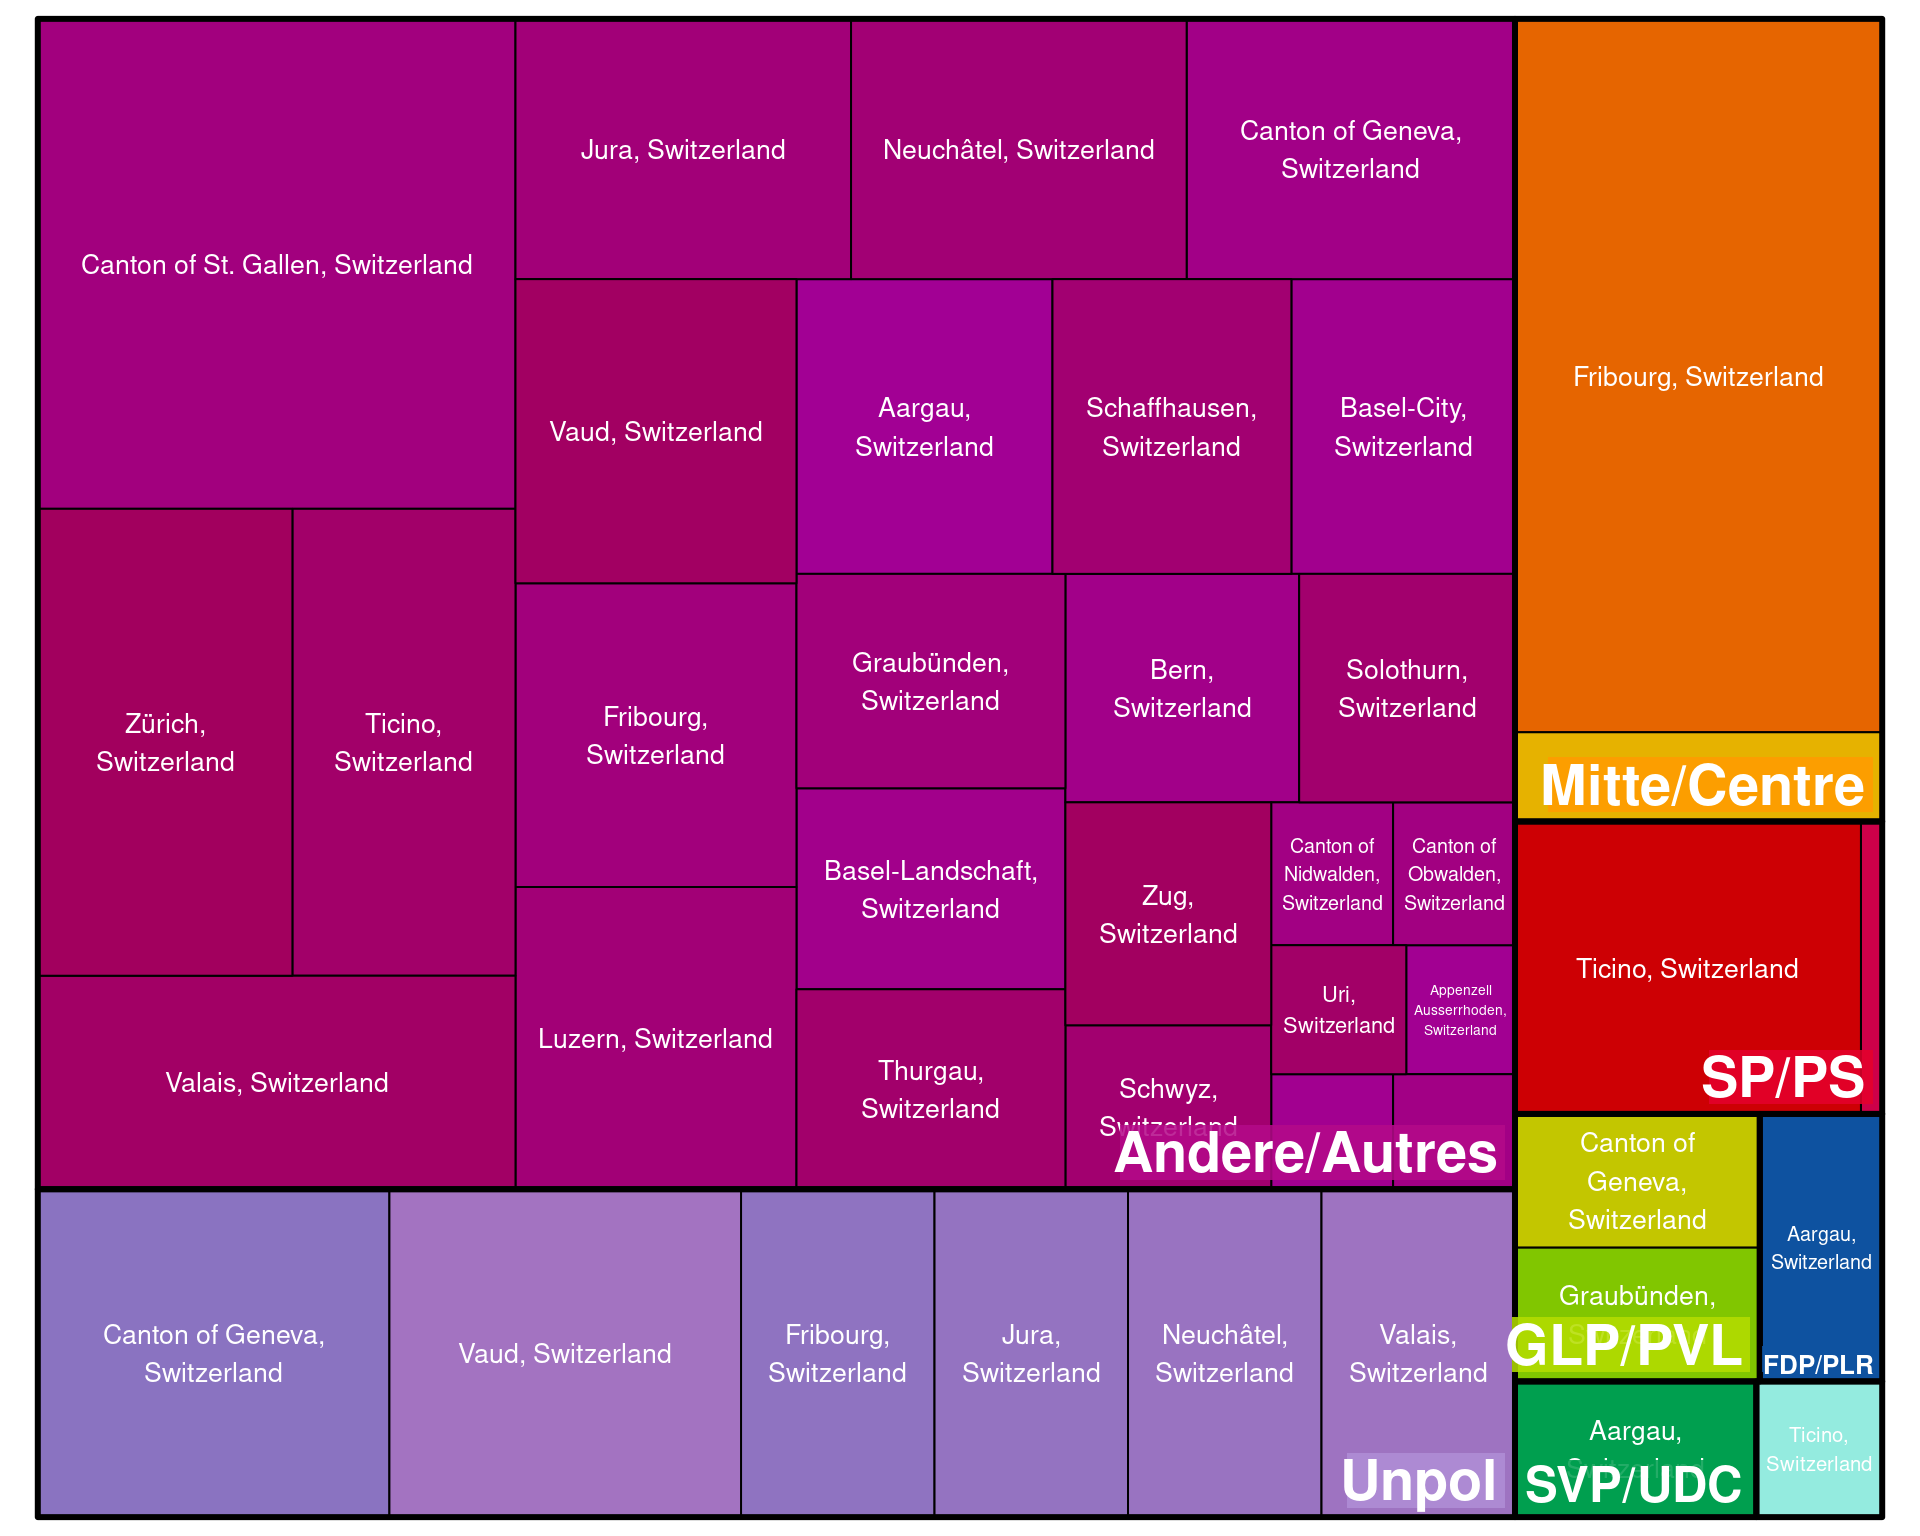 Canton of St. Gallen, Switzerland
Jura, Switzerland
Neuchâtel, Switzerland
Canton of Geneva,
Switzerland
Fribourg, Switzerland
Vaud, Switzerland
Aargau,
Switzerland
Schaffhausen,
Switzerland
Basel-City,
Switzerland
Zürich,
Switzerland
Ticino,
Switzerland
Fribourg,
Switzerland
Graubünden,
Switzerland
Bern,
Switzerland
Solothurn,
Switzerland
Mitte/Centre
Basel-Landschaft,
Switzerland
Zug,
Switzerland
Canton of
Nidwalden,
Switzerland
Canton of
Obwalden,
Switzerland
Uri,
Switzerland
Appenzell
Ausserrhoden,
Switzerland
Ticino, Switzerland
SP/PS
Valais, Switzerland
Luzern, Switzerland
Thurgau,
Switzerland
Schwyz,
Switzerland
Andere/Autres
Canton of
Geneva,
Switzerland
Aargau,
Switzerland
Graubünden,
GLP/PVL
FDP/PLR
Canton of Geneva,
Switzerland
Vaud, Switzerland
Fribourg,
Switzerland
Jura,
Switzerland
Neuchâtel,
Switzerland
Valais,
Switzerland
Unpol
Aargau,
Switzerland
SVP/UDC
Ticino,
Switzerland